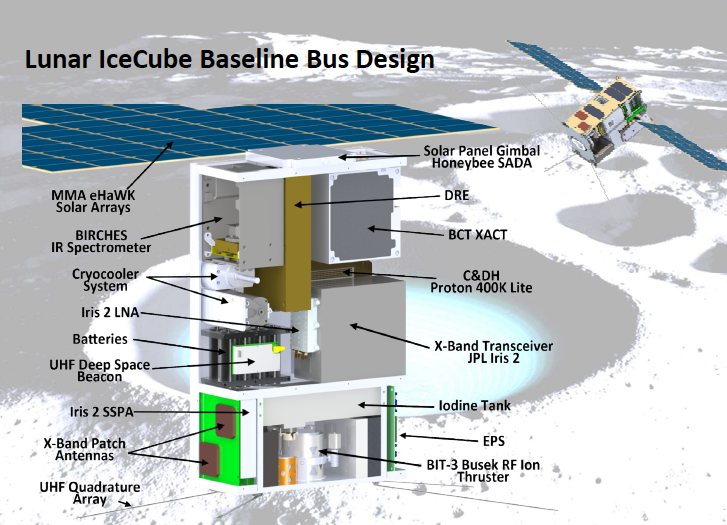 Lunar IceCube Baseline Bus Design
Solar Panel Gimbal
Honeybee SADA
MMA eHaWK
Solar Arrays
DRE
BIRCHES
IR Spectrometer
BCT XACT
Cryocooler
System
C&DH
Proton 400K Lite
Iris 2 LNA
Batteries
X-Band Transceiver
JPL Iris 2
UHF Deep Space
Beacon
Iris 2 SSPA
Iodine Tank
X-Band Patch
Antennas
EPS
BIT-3 Busek RF Ion
Thruster
UHF Quadrature
Array